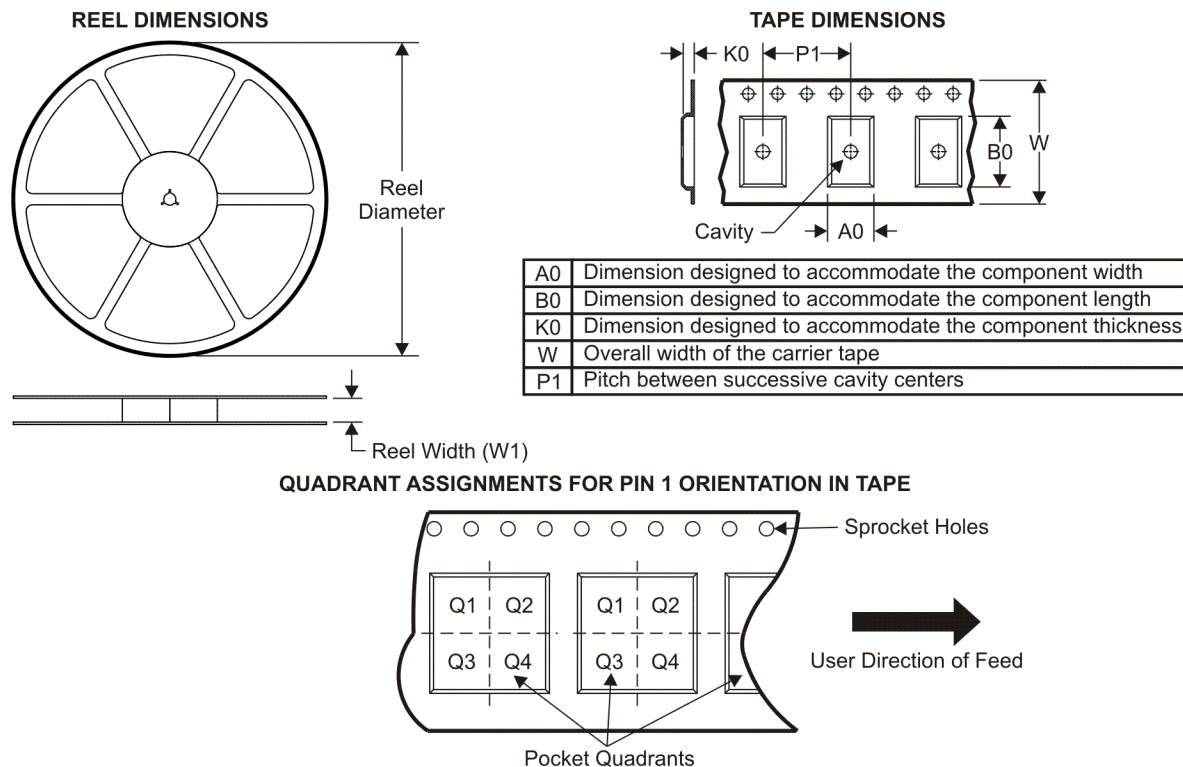 REEL DIMENSIONS
Reel
Diameter
Reel Width (W1)
TAPE DIMENSIONS
K0
P1
B0
W
Cavity
A0
A0 Dimension designed to accommodate the component width
B0 Dimension designed to accommodate the component length
K0 Dimension designed to accommodate the component thickness
W Overall width of the carrier tape
P1 Pitch between successive cavity centers
QUADRANT ASSIGNMENTS FOR PIN 1 ORIENTATION IN TAPE
Sprocket Holes
Q1 Q2 Q1 Q2
Q3 Q4 Q3 Q4
User Direction of Feed
Pocket Quadrants